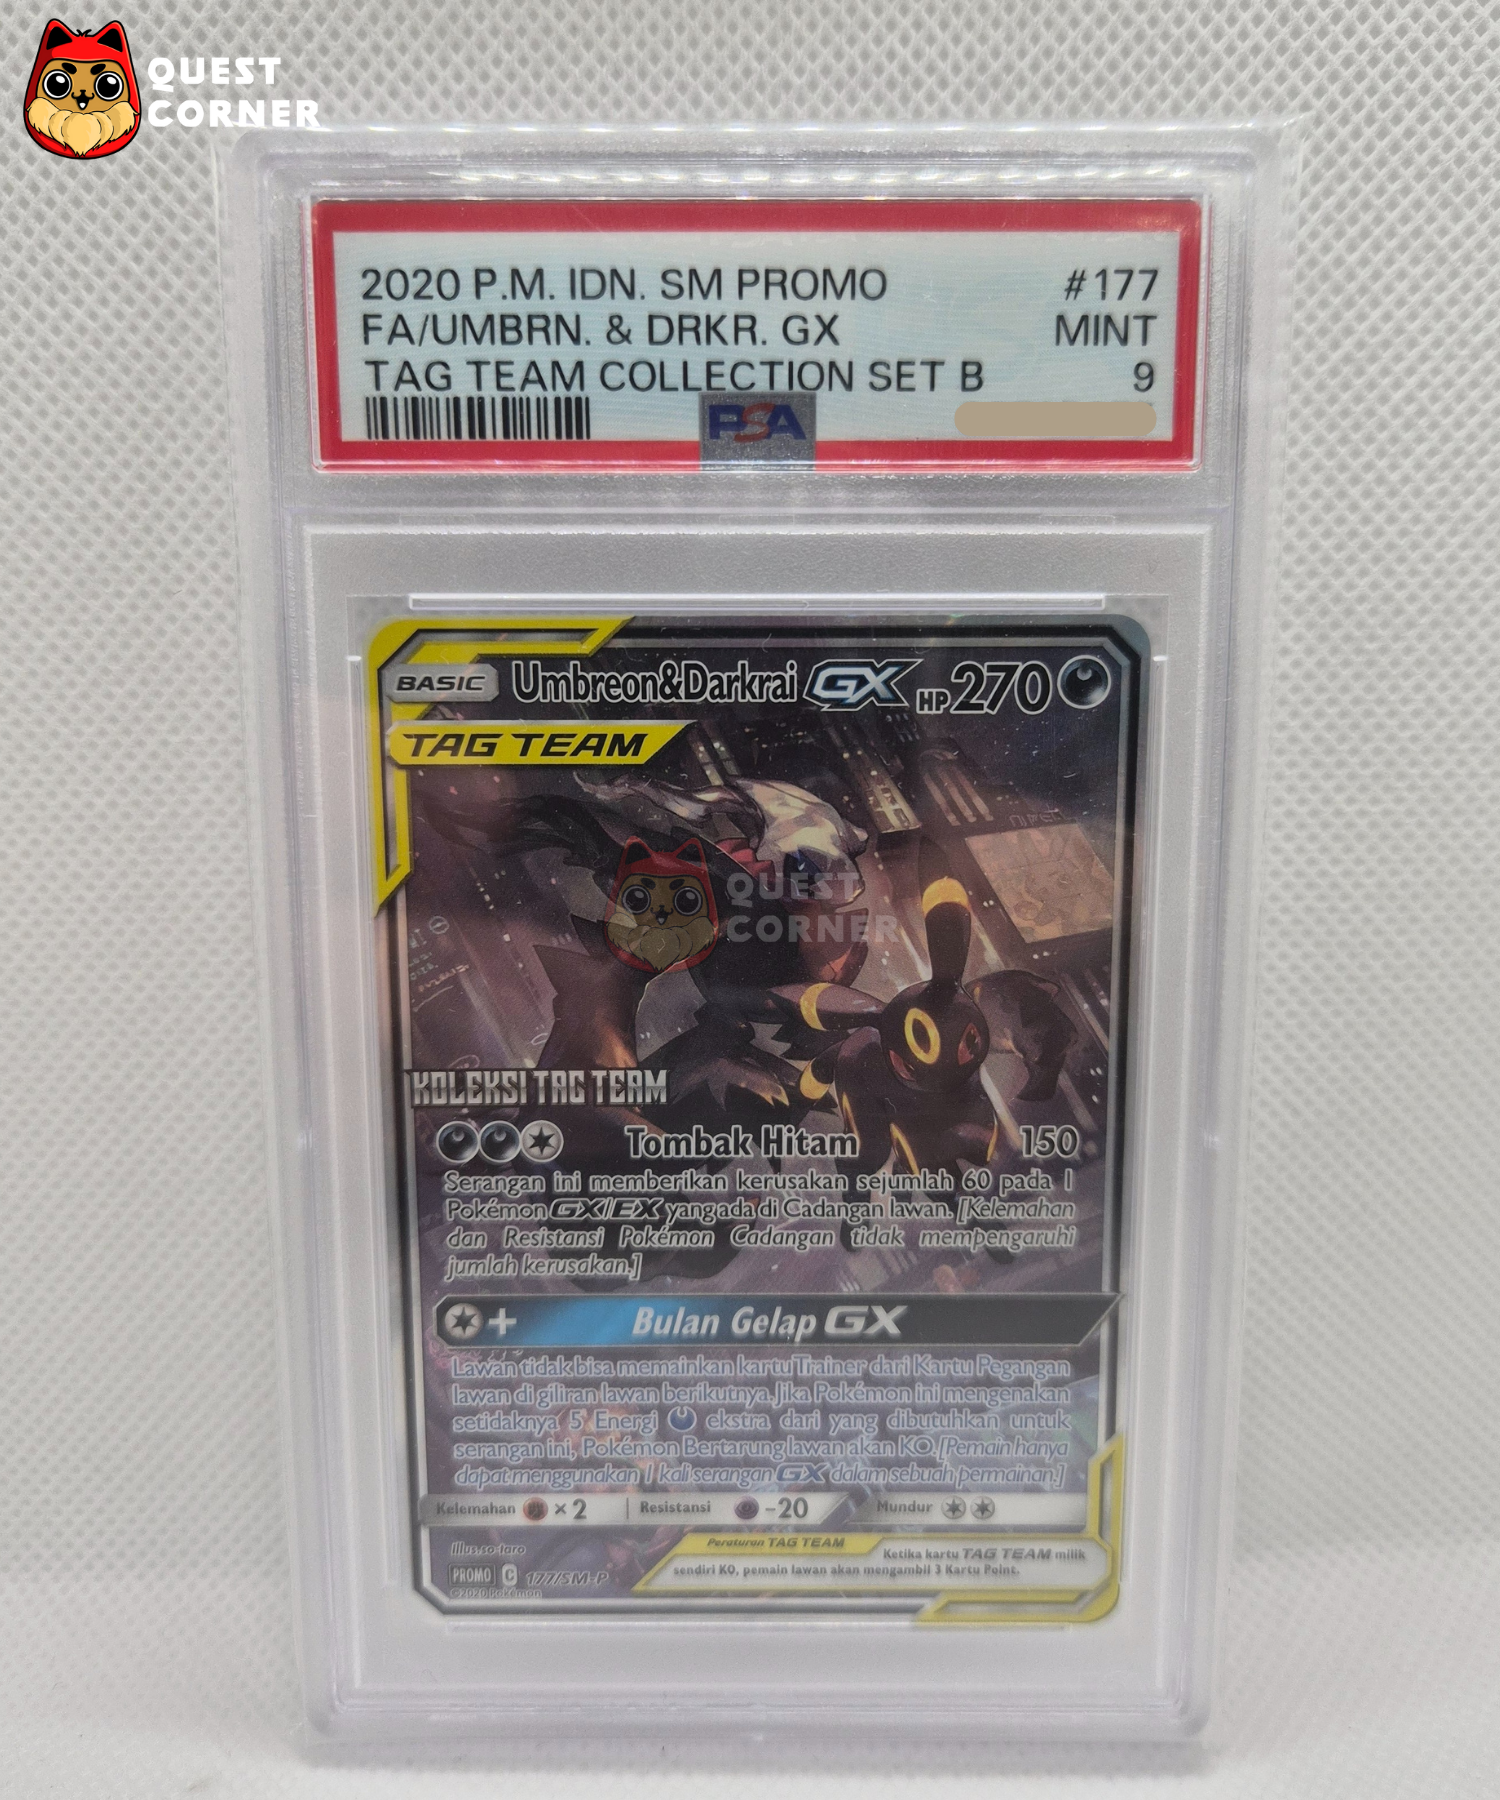 QUEST
CORNER
2020 P.M. IDN. SM PROMO #177
FA/UMBRN. & DRKR. GX MINT
TAG TEAM COLLECTION SET B 9
PSA
BASIC Umbreon&Darkrai GX HP 270
TAG TEAM
QUEST
CORNER
KOLEKSI TAG TEAM
Tombak Hitam 150
Serangan ini memberikan kerusakan sejumlah 60 pada 1
Pokémon GX/EX yang ada di Cadangan lawan. [Kelemahan
dan Resistansi Pokémon Cadangan tidak mempengaruhi
jumlah kerusakan.]
+ Bulan Gelap GX
Lawan tidak bisa memainkan kartu Trainer dari Kartu Pegangan
lawan di giliran lawan berikutnya. Jika Pokémon ini mengenakan
setidaknya 5 Energi ekstra dari yang dibutuhkan untuk
serangan ini, Pokémon Bertarung lawan akan KO. [Pemain hanya
dapat menggunakan 1 kali serangan GX dalam sebuah permainan.]
Kelemahan ×2 Resistansi -20 Mundur
Illus. so-taro
Peraturan TAG TEAM
Ketika kartu TAG TEAM milik
sendiri KO, pemain lawan akan mengambil 3 Kartu Point.
PROMO C 177/SM-P
©2020 Pokémon